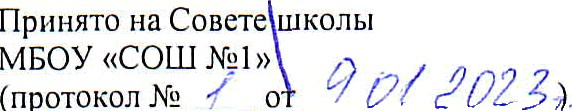 Принято на Совете школы
МБОУ «СОШ №1»
(протокол № 1 от 9 01 2023)